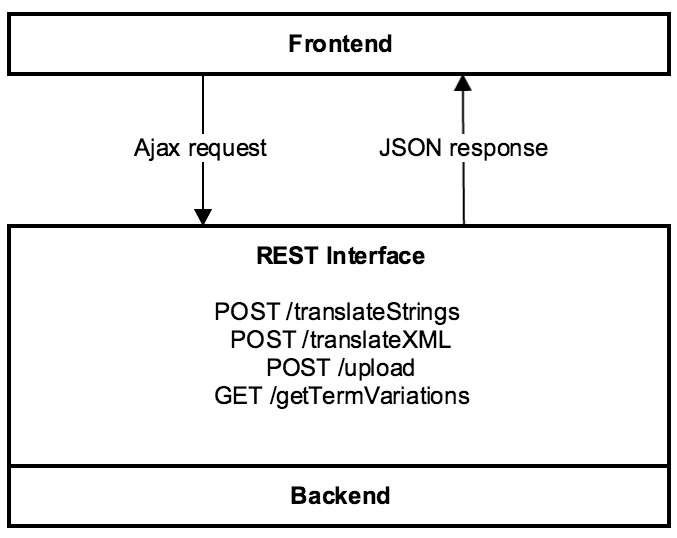 Frontend
Ajax request
JSON response
REST Interface
POST /translateStrings
POST /translateXML
POST /upload
GET /getTermVariations
Backend